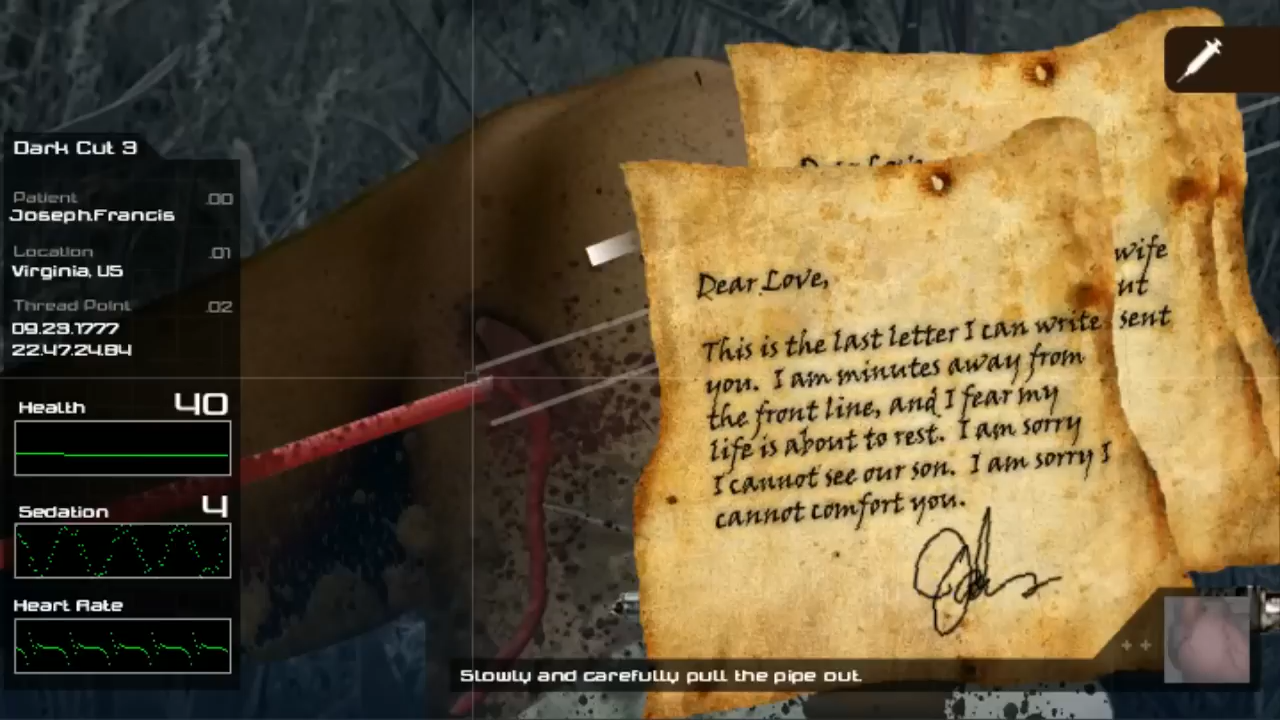 Dark Cut 3
Patient .00
Joseph.Francis
Location .01
Virginia, US
Thread Point .02
09.23.1777
22.47.24.84
Health 40
Sedation 4
Heart Rate
Dear Love,
wife
Dear Love,
This is the last letter I can write
sent
you. I am minutes away from
the front line, and I fear my
life is about to rest. I am sorry
I cannot see our son. I am sorry I
cannot comfort you.
Slowly and carefully pull the pipe out.